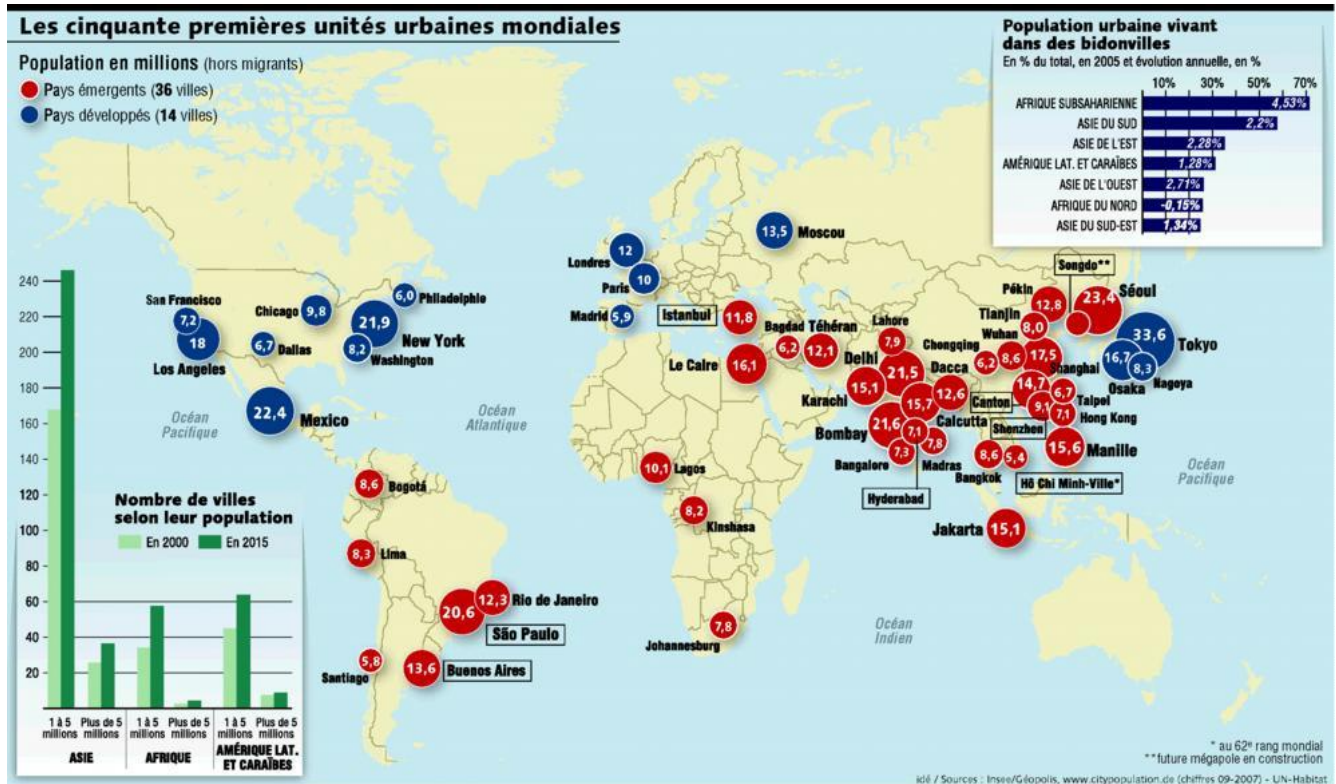 Les cinquante premières unités urbaines mondiales
Population en millions (hors migrants)
Pays émergents (36 villes)
Pays développés (14 villes)
Population urbaine vivant
dans des bidonvilles
En % du total, en 2005 et évolution annuelle, en %
10% 30% 50% 70%
AFRIQUE SUBSAHARIENNE 4,53%
ASIE DU SUD 2,2%
ASIE DE L'EST 2,28%
AMÉRIQUE LAT. ET CARAÏBES 1,28%
ASIE DE L'OUEST 2,71%
AFRIQUE DU NORD -0,15%
ASIE DU SUD-EST 1,34%
13,5 Moscou
12 Londres
10 Paris
5,9 Madrid
San Francisco 7,2
18 Los Angeles
Chicago 9,8
6,7 Dallas
6,0 Philadelphie
21,9 New York
8,2 Washington
22,4 Mexico
Océan
Pacifique
Océan
Atlantique
Istanbul 11,8
Bagdad 6,2
Téhéran 12,1
Le Caire 16,1
Lahore 7,9
Delhi 21,5
Karachi 15,1
Dacca 12,6
15,7 Calcutta
Bombay 21,6
7,1 Hyderabad
7,3 Bangalore
7,8 Madras
Songdo**
23,4 Séoul
Pékin 12,8
Tianjin 8,0
Wuhan 8,6
Chongqing 6,2
17,5 Shanghai
33,6 Tokyo
16,7 Osaka
8,3 Nagoya
14,7 Canton
6,7 Taipei
9,1 Shenzhen
7,1 Hong Kong
15,6 Manille
8,6 Bangkok
5,4 Hô Chi Minh-Ville*
Jakarta 15,1
Océan
Pacifique
Océan
Indien
10,1 Lagos
8,2 Kinshasa
7,8 Johannesburg
8,6 Bogotá
8,3 Lima
12,3 Rio de Janeiro
20,6 São Paulo
5,8 Santiago
13,6 Buenos Aires
Nombre de villes
selon leur population
En 2000 En 2015
240
220
200
180
160
140
120
100
80
60
40
20
1 à 5 Plus de 5 1 à 5 Plus de 5 1 à 5 Plus de 5
millions millions millions millions millions millions
ASIE AFRIQUE AMÉRIQUE LAT.
ET CARAÏBES
* au 62e rang mondial
**future mégapole en construction
idé / Sources : Insee/Géopolis, www.citypopulation.de (chiffres 09-2007) - UN-Habitat